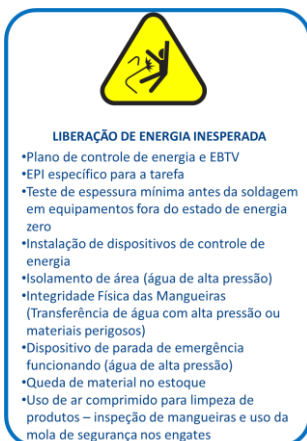 LIBERAÇÃO DE ENERGIA INESPERADA
•Plano de controle de energia e EBTV
•EPI específico para a tarefa
•Teste de espessura mínima antes da soldagem
em equipamentos fora do estado de energia
zero
•Instalação de dispositivos de controle de
energia
•Isolamento de área (água de alta pressão)
•Integridade Física das Mangueiras
(Transferência de água com alta pressão ou
materiais perigosos)
•Dispositivo de parada de emergência
funcionando (água de alta pressão)
•Queda de material no estoque
•Uso de ar comprimido para limpeza de
produtos – inspeção de mangueiras e uso da
mola de segurança nos engates